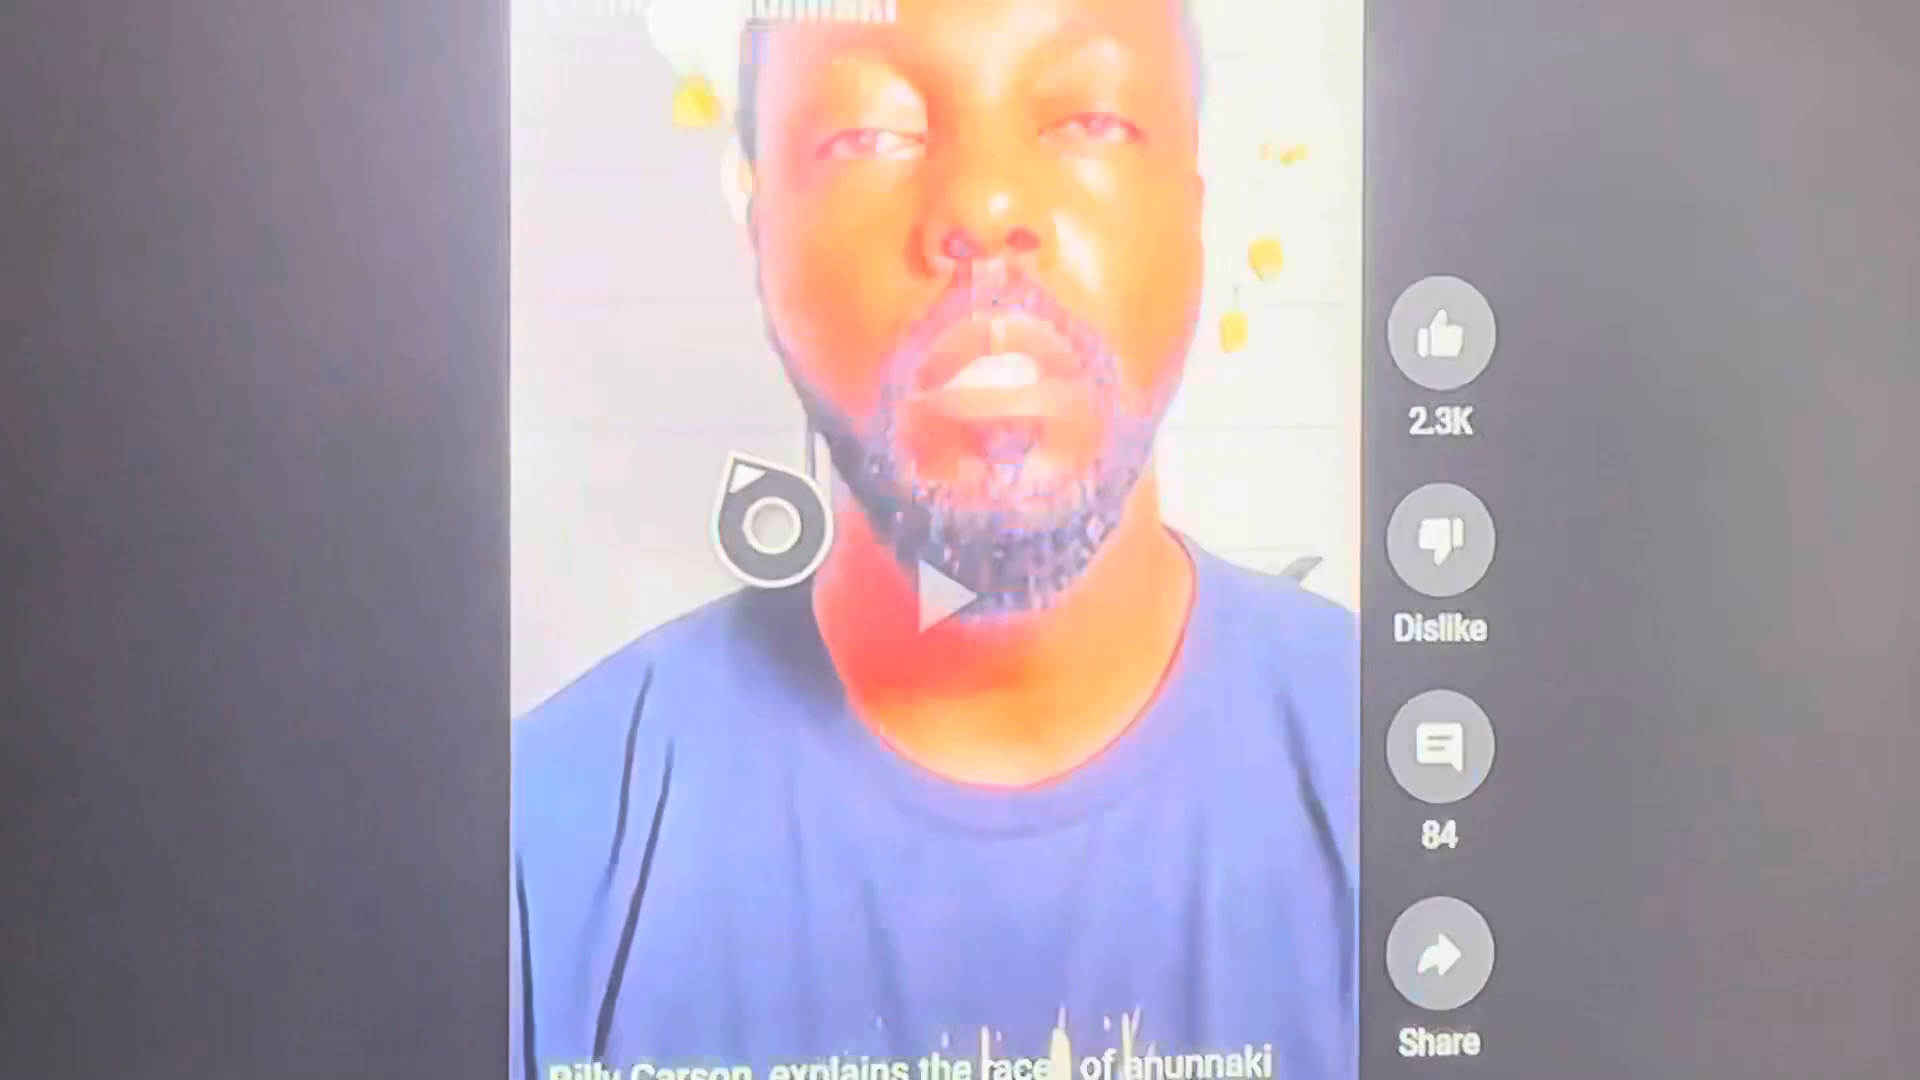 2.3K
Dislike
84
Share
Billy Carson explains the race of anunnaki